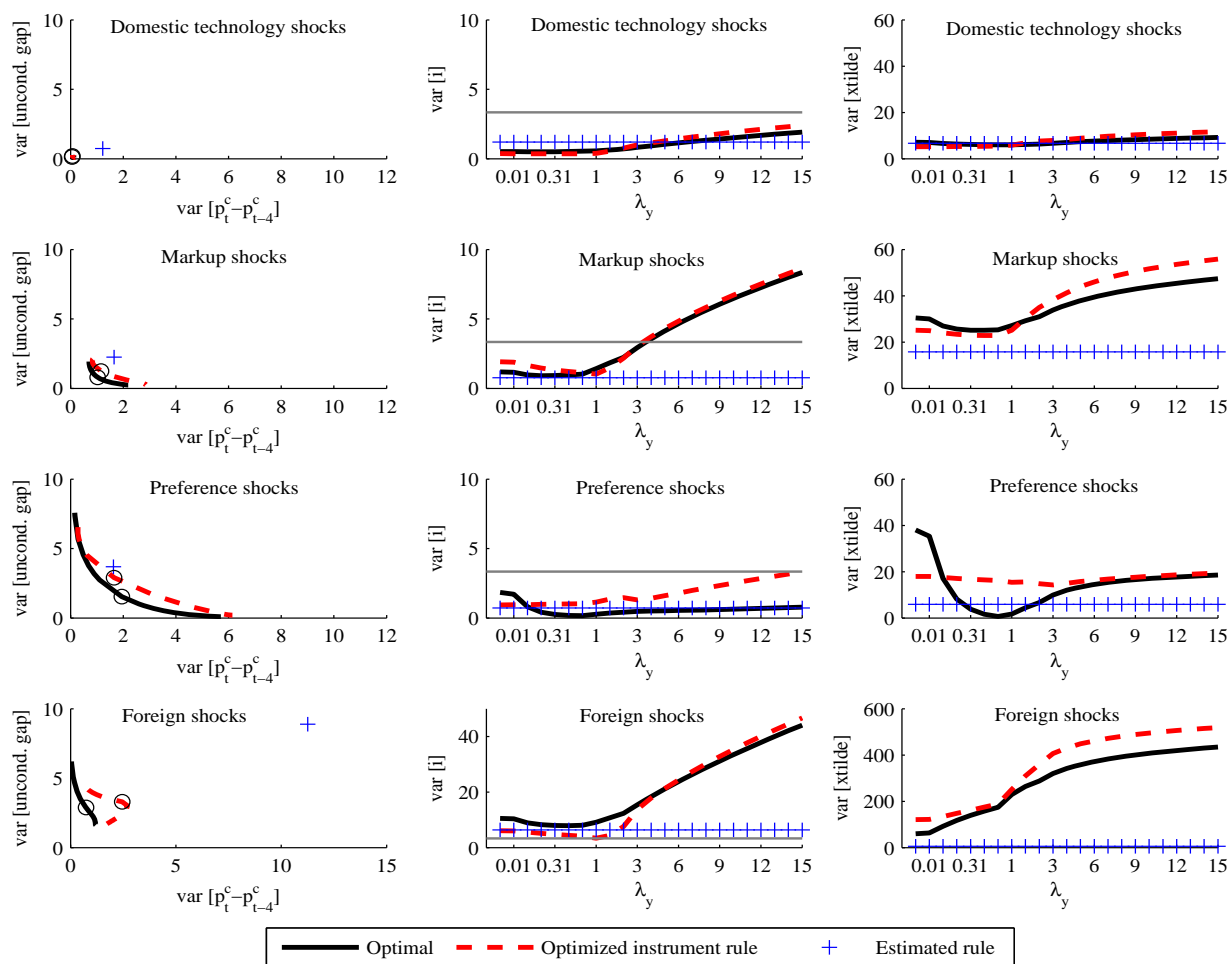 Domestic technology shocks
var [uncond. gap]
10
5
0
0 2 4 6 8 10 12
var [p_t^c−p_{t−4}^c]
Domestic technology shocks
var [i]
10
5
0
0.01 0.31 1 3 6 9 12 15
λ_y
Domestic technology shocks
var [xtilde]
60
40
20
0
0.01 0.31 1 3 6 9 12 15
λ_y
Markup shocks
var [uncond. gap]
10
5
0
0 2 4 6 8 10 12
var [p_t^c−p_{t−4}^c]
Markup shocks
var [i]
10
5
0
0.01 0.31 1 3 6 9 12 15
λ_y
Markup shocks
var [xtilde]
60
40
20
0
0.01 0.31 1 3 6 9 12 15
λ_y
Preference shocks
var [uncond. gap]
10
5
0
0 2 4 6 8 10 12
var [p_t^c−p_{t−4}^c]
Preference shocks
var [i]
10
5
0
0.01 0.31 1 3 6 9 12 15
λ_y
Preference shocks
var [xtilde]
60
40
20
0
0.01 0.31 1 3 6 9 12 15
λ_y
Foreign shocks
var [uncond. gap]
10
5
0
0 5 10 15
var [p_t^c−p_{t−4}^c]
Foreign shocks
var [i]
40
20
0
0.01 0.31 1 3 6 9 12 15
λ_y
Foreign shocks
var [xtilde]
600
400
200
0
0.01 0.31 1 3 6 9 12 15
λ_y
Optimal Optimized instrument rule Estimated rule